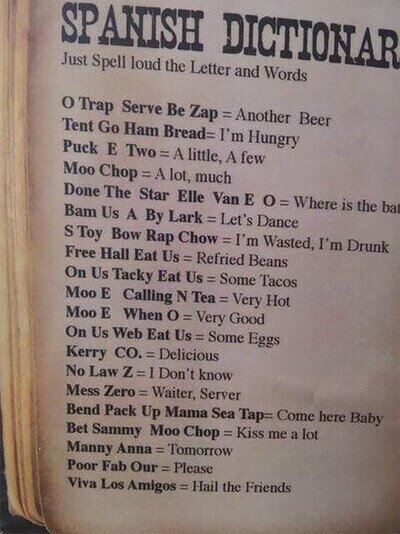 SPANISH DICTIONAR
Just Spell loud the Letter and Words
O Trap Serve Be Zap = Another Beer
Tent Go Ham Bread= I'm Hungry
Puck E Two = A little, A few
Moo Chop = A lot, much
Done The Star Elle Van E O = Where is the bat
Bam Us A By Lark = Let's Dance
S Toy Bow Rap Chow = I'm Wasted, I'm Drunk
Free Hall Eat Us = Refried Beans
On Us Tacky Eat Us = Some Tacos
Moo E Calling N Tea = Very Hot
Moo E When O = Very Good
On Us Web Eat Us = Some Eggs
Kerry CO. = Delicious
No Law Z = I Don't know
Mess Zero = Waiter, Server
Bend Pack Up Mama Sea Tap= Come here Baby
Bet Sammy Moo Chop = Kiss me a lot
Manny Anna = Tomorrow
Poor Fab Our = Please
Viva Los Amigos = Hail the Friends